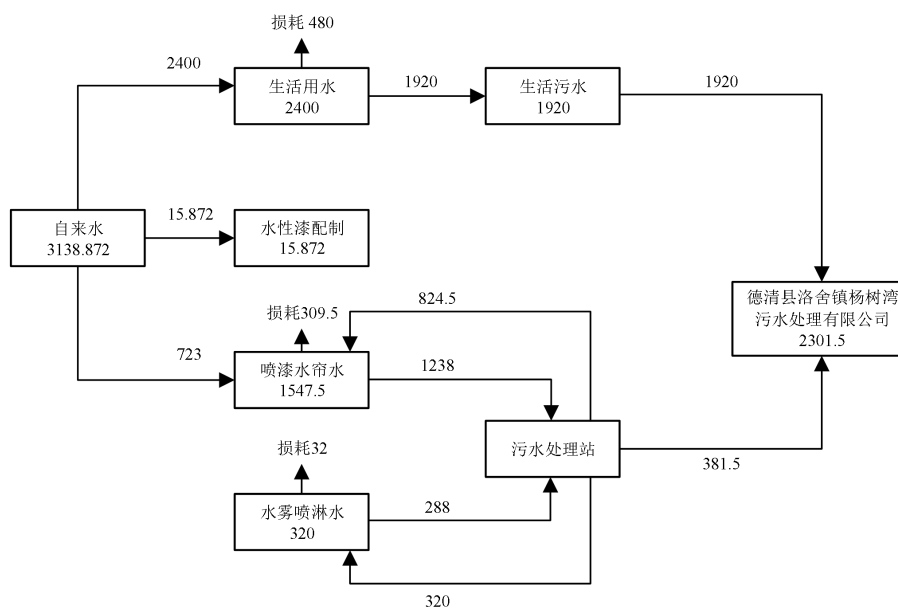 损耗 480
2400
生活用水
2400
1920
生活污水
1920
1920
自来水
3138.872
15.872
水性漆配制
15.872
824.5
德清县洛舍镇杨树湾
污水处理有限公司
2301.5
损耗309.5
723
喷漆水帘水
1547.5
1238
污水处理站
381.5
损耗32
水雾喷淋水
320
288
320